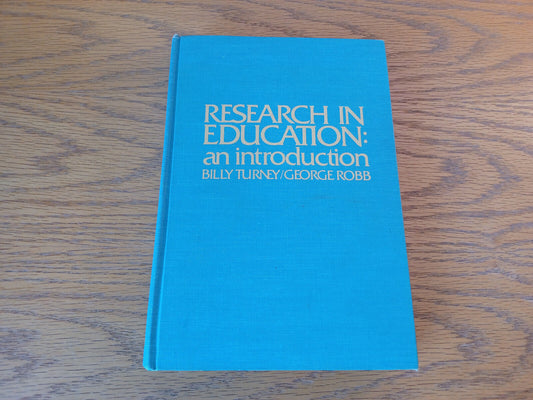 RESEARCH IN
EDUCATION:
an introduction
BILLY TURNEY/GEORGE ROBB